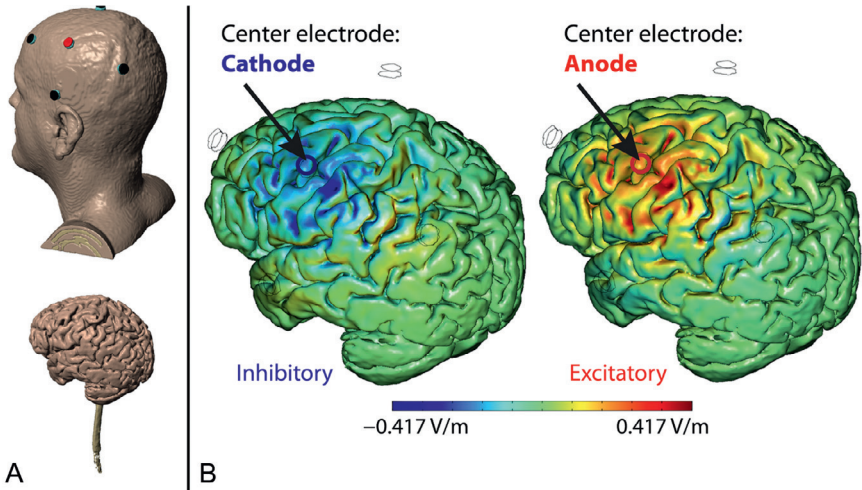 Center electrode:
Cathode
Center electrode:
Anode
Inhibitory
Excitatory
−0.417 V/m
0.417 V/m
A
B